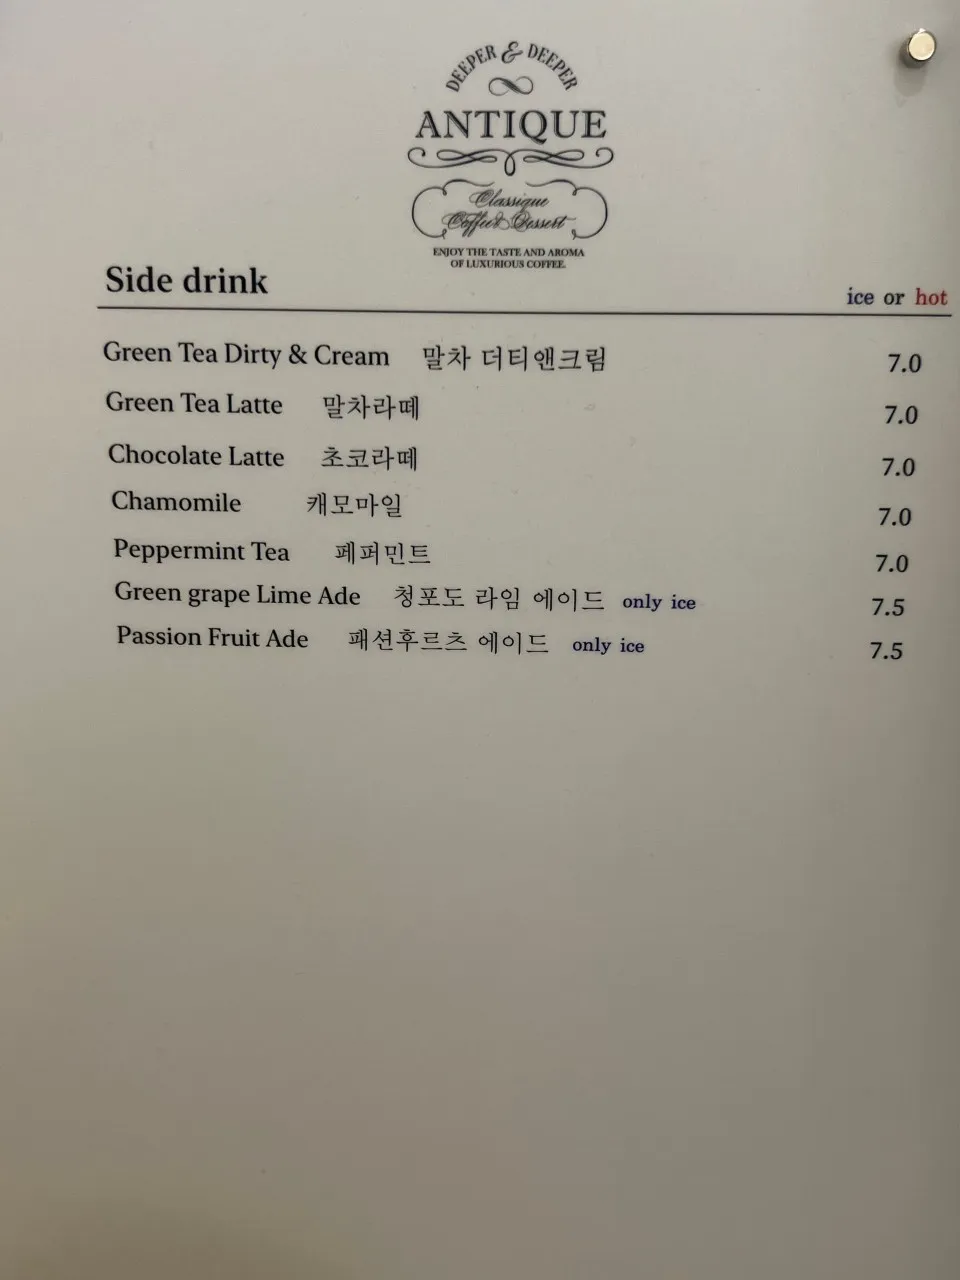 DEEPER & DEEPER
ANTIQUE
Classique
Coffee & Dessert
ENJOY THE TASTE AND AROMA
OF LUXURIOUS COFFEE.
Side drink ice or hot
Green Tea Dirty & Cream 말차 더티앤크림 7.0
Green Tea Latte 말차라떼 7.0
Chocolate Latte 초코라떼 7.0
Chamomile 캐모마일 7.0
Peppermint Tea 페퍼민트 7.0
Green grape Lime Ade 청포도 라임 에이드 only ice 7.5
Passion Fruit Ade 패션후르츠 에이드 only ice 7.5